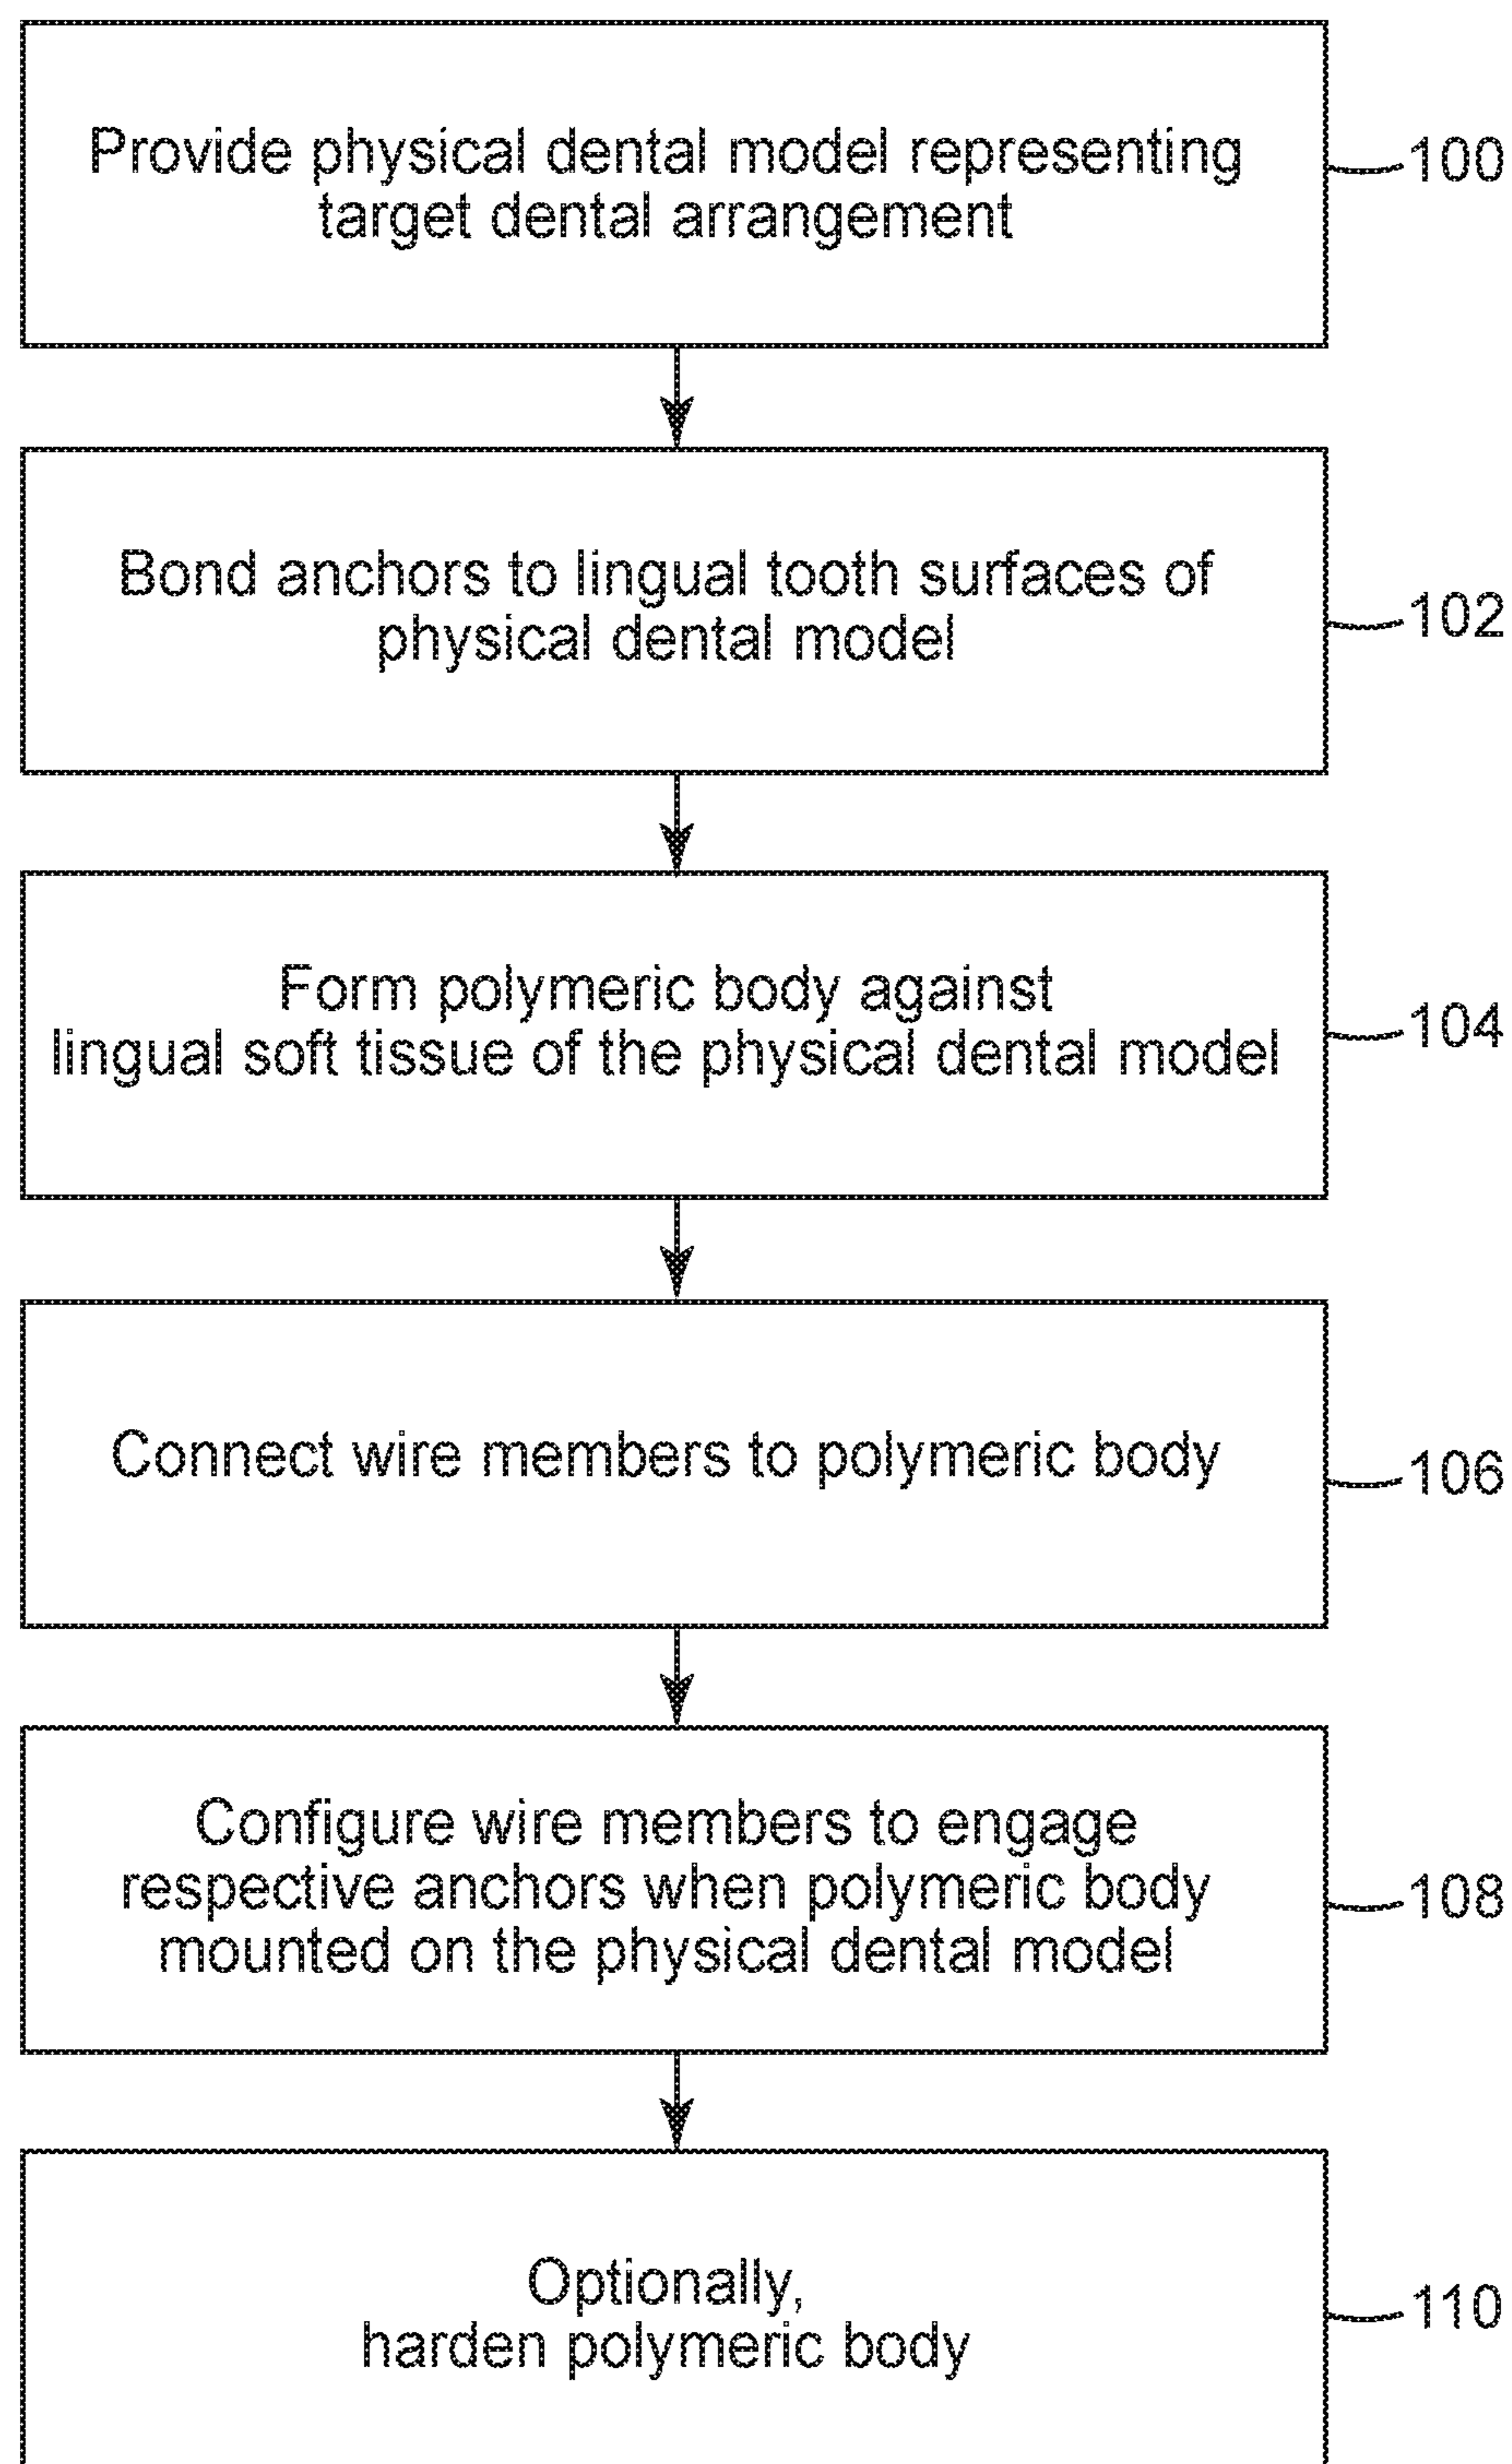 Provide physical dental model representing
target dental arrangement
100
Bond anchors to lingual tooth surfaces of
physical dental model
102
Form polymeric body against
lingual soft tissue of the physical dental model
104
Connect wire members to polymeric body
106
Configure wire members to engage
respective anchors when polymeric body
mounted on the physical dental model
108
Optionally,
harden polymeric body
110